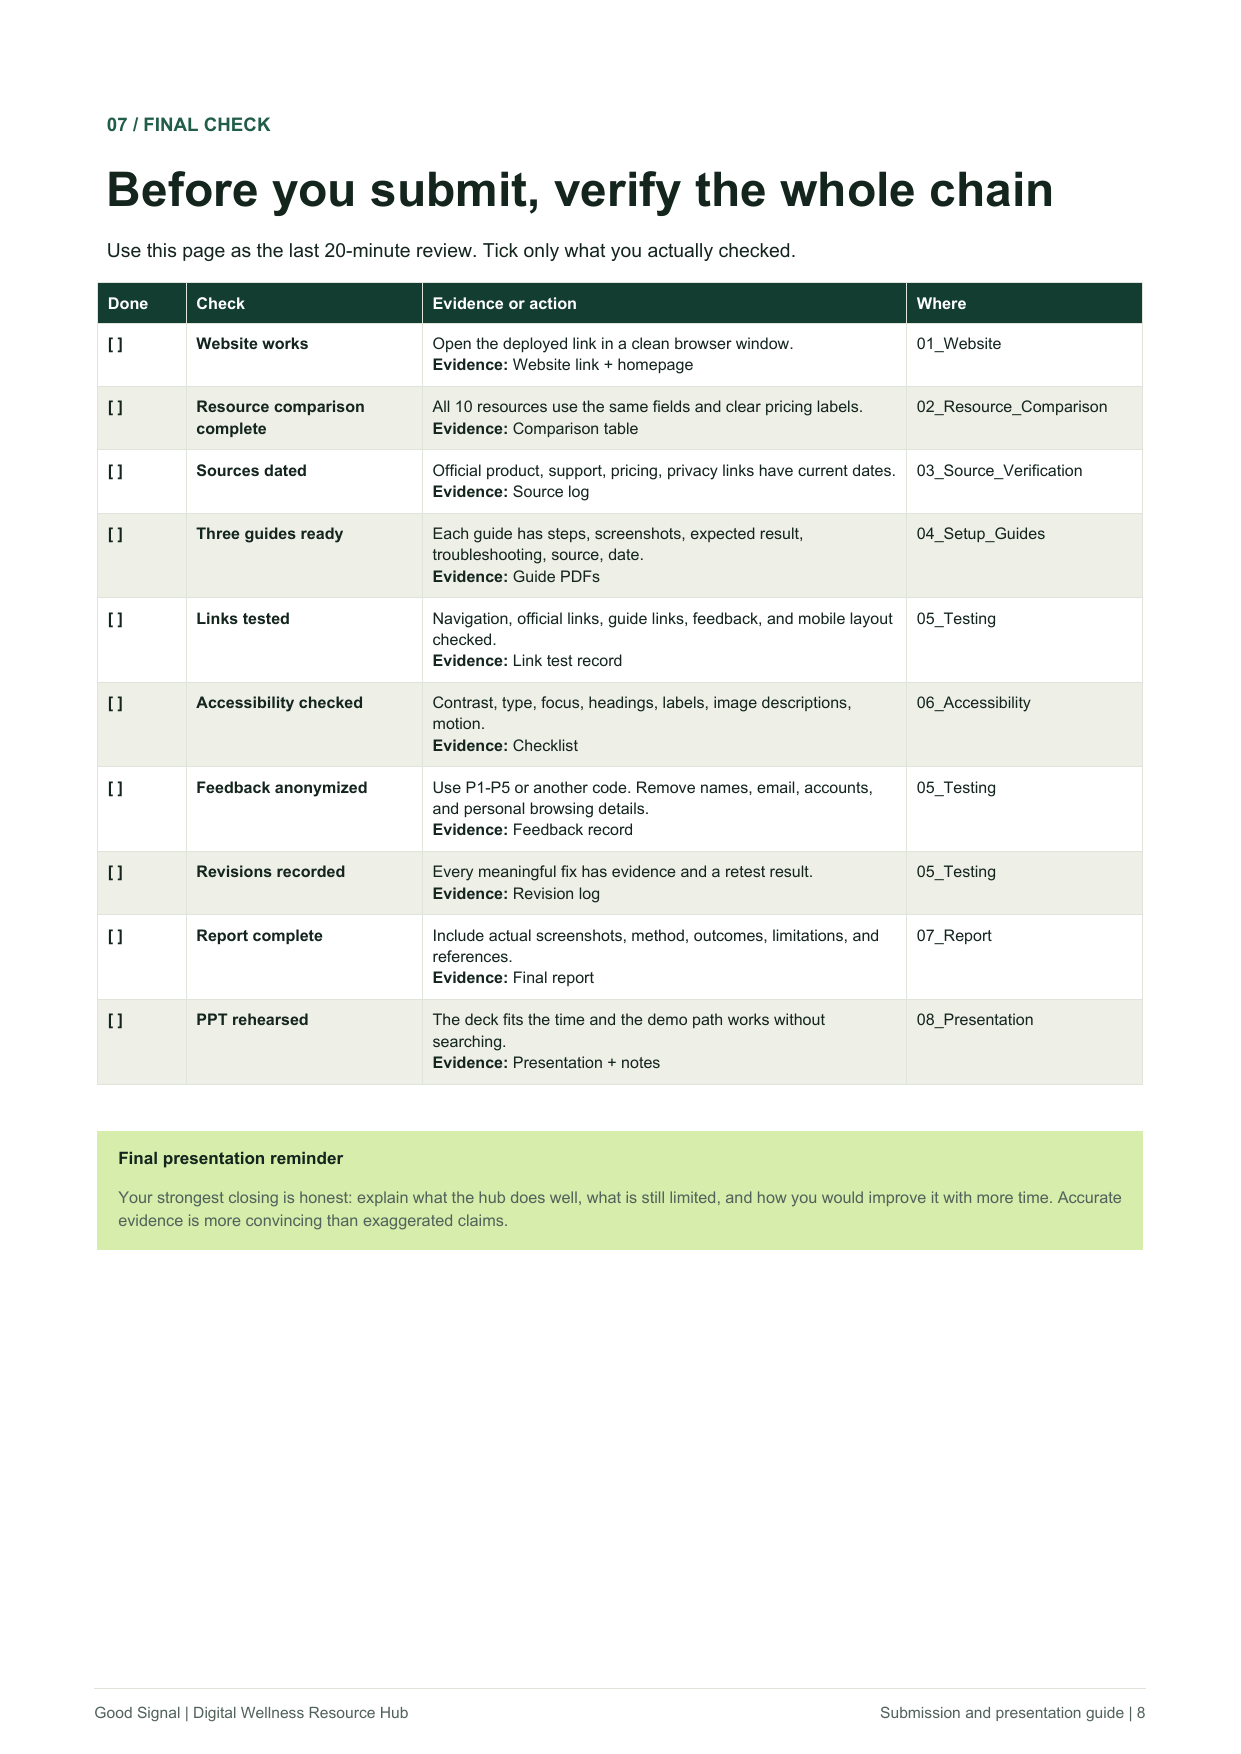 07 / FINAL CHECK
Before you submit, verify the whole chain
Use this page as the last 20-minute review. Tick only what you actually checked.
Done Check Evidence or action Where
[ ] Website works Open the deployed link in a clean browser window. 01_Website
Evidence: Website link + homepage
[ ] Resource comparison All 10 resources use the same fields and clear pricing labels. 02_Resource_Comparison
complete Evidence: Comparison table
[ ] Sources dated Official product, support, pricing, privacy links have current dates. 03_Source_Verification
Evidence: Source log
[ ] Three guides ready Each guide has steps, screenshots, expected result, 04_Setup_Guides
troubleshooting, source, date.
Evidence: Guide PDFs
[ ] Links tested Navigation, official links, guide links, feedback, and mobile layout 05_Testing
checked.
Evidence: Link test record
[ ] Accessibility checked Contrast, type, focus, headings, labels, image descriptions, 06_Accessibility
motion.
Evidence: Checklist
[ ] Feedback anonymized Use P1-P5 or another code. Remove names, email, accounts, 05_Testing
and personal browsing details.
Evidence: Feedback record
[ ] Revisions recorded Every meaningful fix has evidence and a retest result. 05_Testing
Evidence: Revision log
[ ] Report complete Include actual screenshots, method, outcomes, limitations, and 07_Report
references.
Evidence: Final report
[ ] PPT rehearsed The deck fits the time and the demo path works without 08_Presentation
searching.
Evidence: Presentation + notes
Final presentation reminder
Your strongest closing is honest: explain what the hub does well, what is still limited, and how you would improve it with more time. Accurate
evidence is more convincing than exaggerated claims.
Good Signal | Digital Wellness Resource Hub Submission and presentation guide | 8